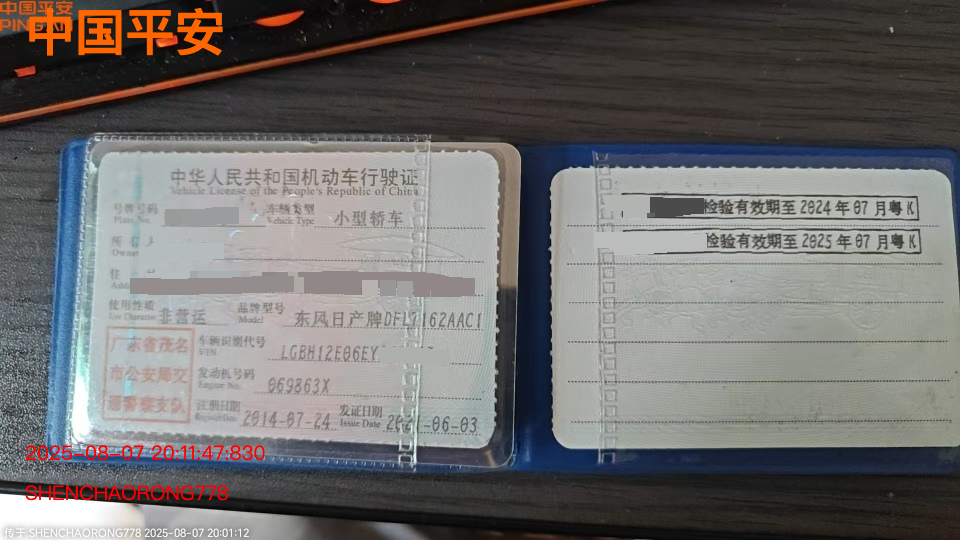 中国平安
中国平安
中华人民共和国机动车行驶证
Vehicle License of the People's Republic of China
号牌号码
Plate No.
车辆类型
Vehicle Type
小型轿车
所有人
Owner
住
使用性质
Use Character
非营运
品牌型号
Model
东风日产牌DFL7162AAC1
广东省茂名
市公安局交
通警察支队
车辆识别代号
VIN
LGBH12E06EY
发动机号码
Engine No.
069863X
注册日期
Register Date
2014-07-24
发证日期
Issue Date
2021-06-03
检验有效期至2024年07月粤K
检验有效期至2025年07月粤K
2025-08-07 20:11:47:830
SHENCHAORONG778
传于 SHENCHAORONG778 2025-08-07 20:01:12